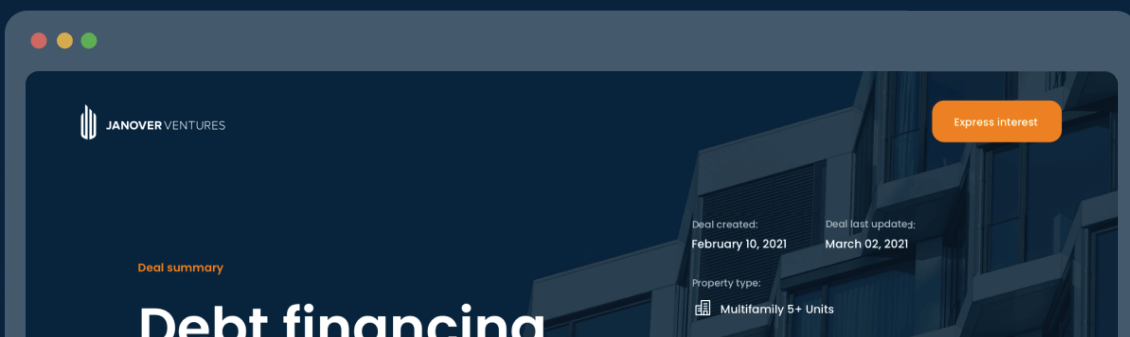 JANOVER VENTURES
Express interest
Deal created:
Deal last updated:
February 10, 2021
March 02, 2021
Deal summary
Property type:
Multifamily 5+ Units
Debt financing